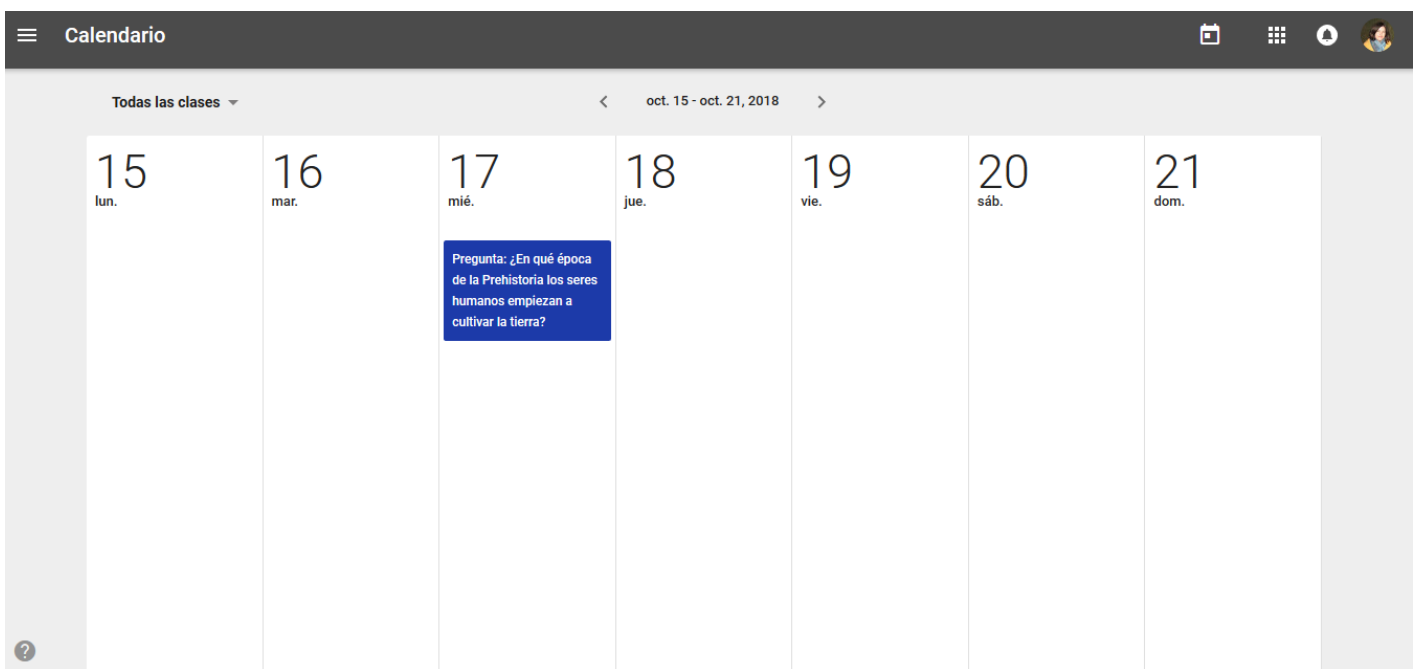 Calendario
Todas las clases
oct. 15 - oct. 21, 2018
15
lun.
16
mar.
17
mié.
18
jue.
19
vie.
20
sáb.
21
dom.
Pregunta: ¿En qué época
de la Prehistoria los seres
humanos empiezan a
cultivar la tierra?
?